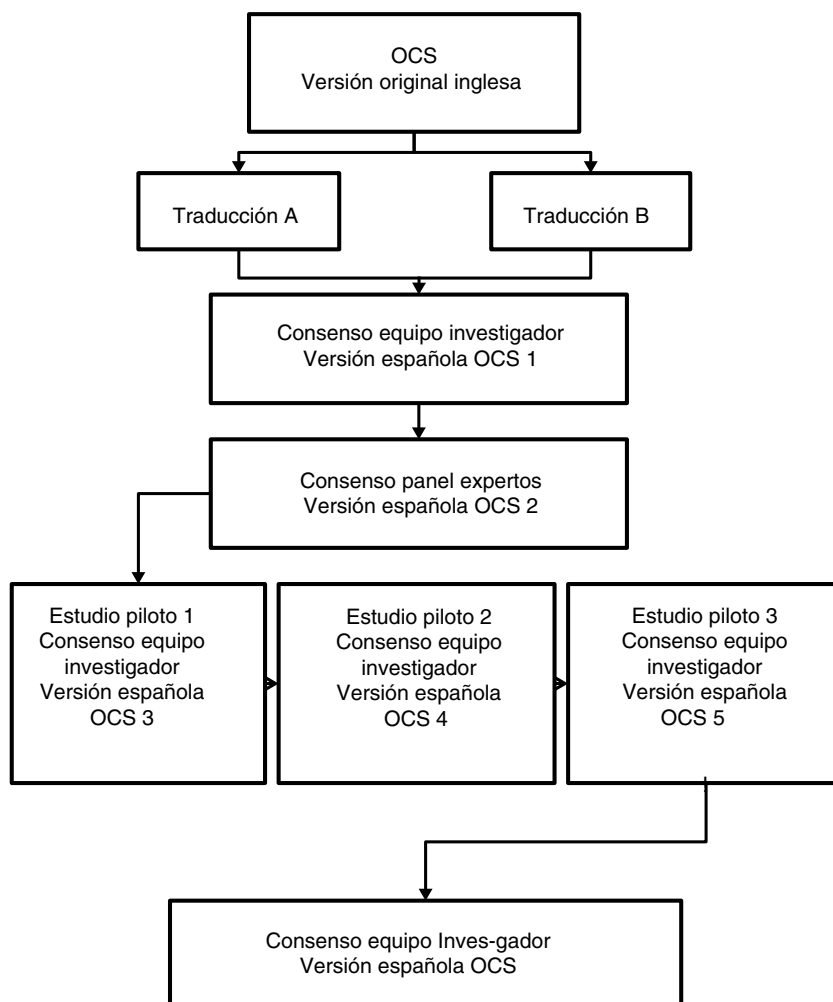 OCS
Versión original inglesa
Traducción A
Traducción B
Consenso equipo investigador
Versión española OCS 1
Consenso panel expertos
Versión española OCS 2
Estudio piloto 1
Consenso equipo
investigador
Versión española
OCS 3
Estudio piloto 2
Consenso equipo
investigador
Versión española
OCS 4
Estudio piloto 3
Consenso equipo
investigador
Versión española
OCS 5
Consenso equipo Inves-gador
Versión española OCS